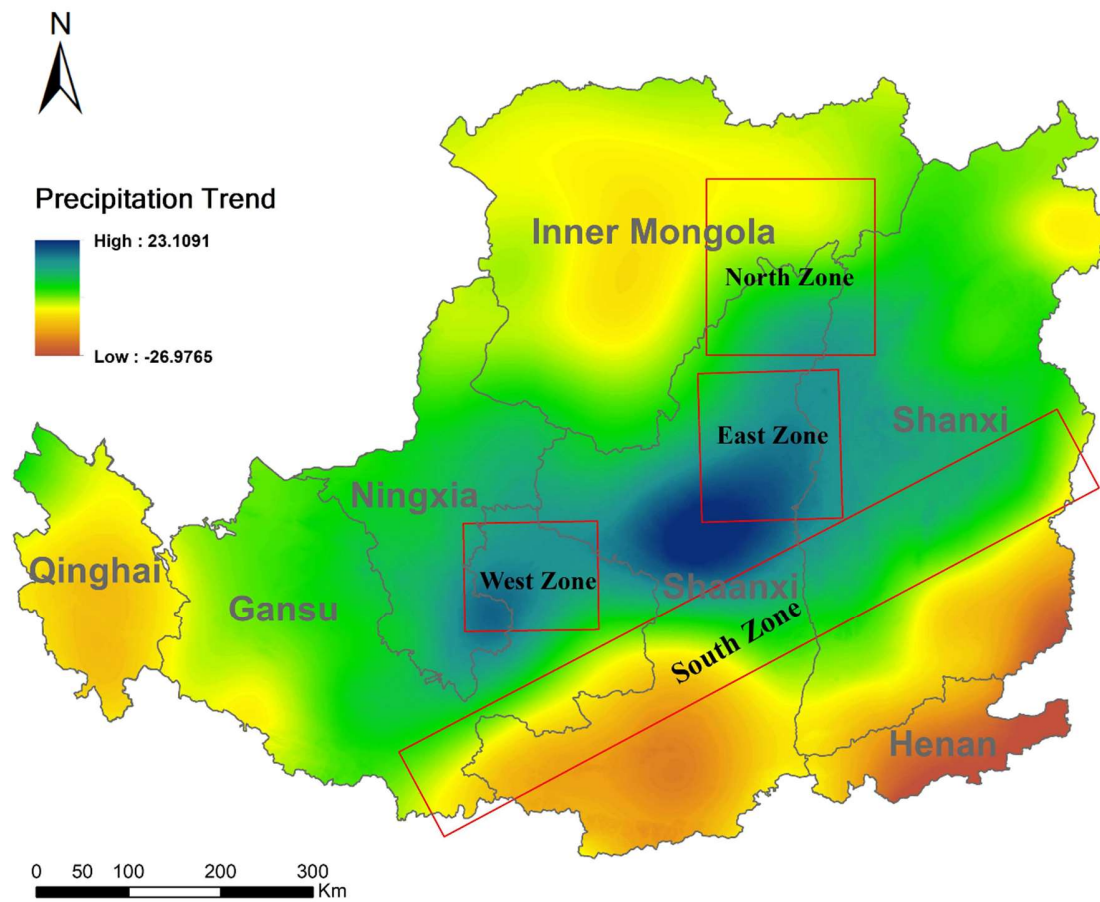 N
Precipitation Trend
High : 23.1091
Low : -26.9765
Inner Mongola
North Zone
East Zone
Shanxi
Ningxia
West Zone
Qinghai
Gansu
Shaanxi
South Zone
Henan
0 50 100 200 300
Km